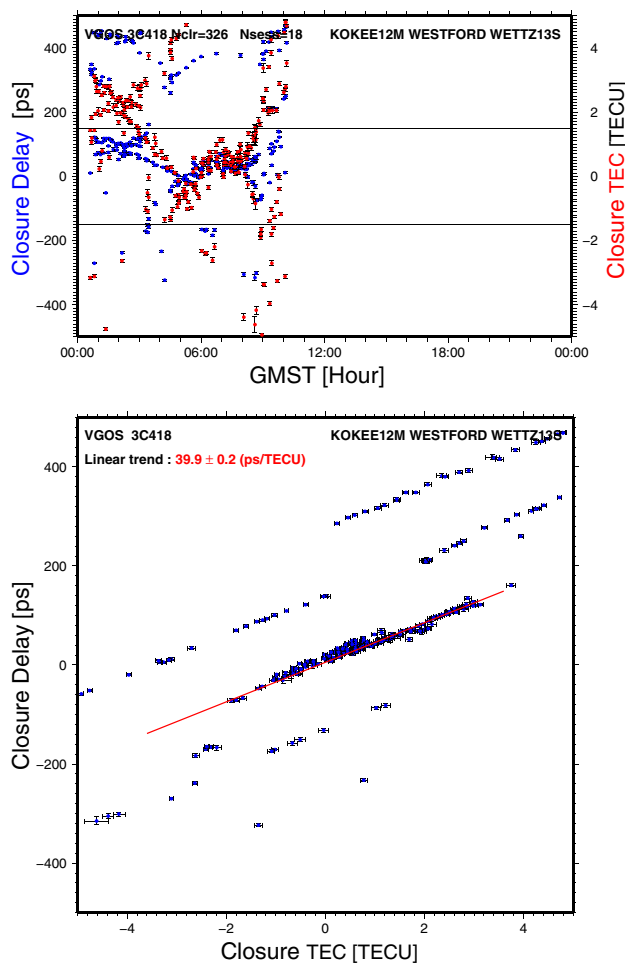 VGOS 3C418 Nclr=326 Nsess=18 KOKEE12M WESTFORD WETTZ13S
400
200
0
−200
−400
4
2
0
−2
−4
Closure Delay [ps]
Closure TEC [TECU]
00:00 06:00 12:00 18:00 00:00
GMST [Hour]
VGOS 3C418 KOKEE12M WESTFORD WETTZ13S
Linear trend : 39.9 ± 0.2 (ps/TECU)
400
200
0
−200
−400
Closure Delay [ps]
−4 −2 0 2 4
Closure TEC [TECU]